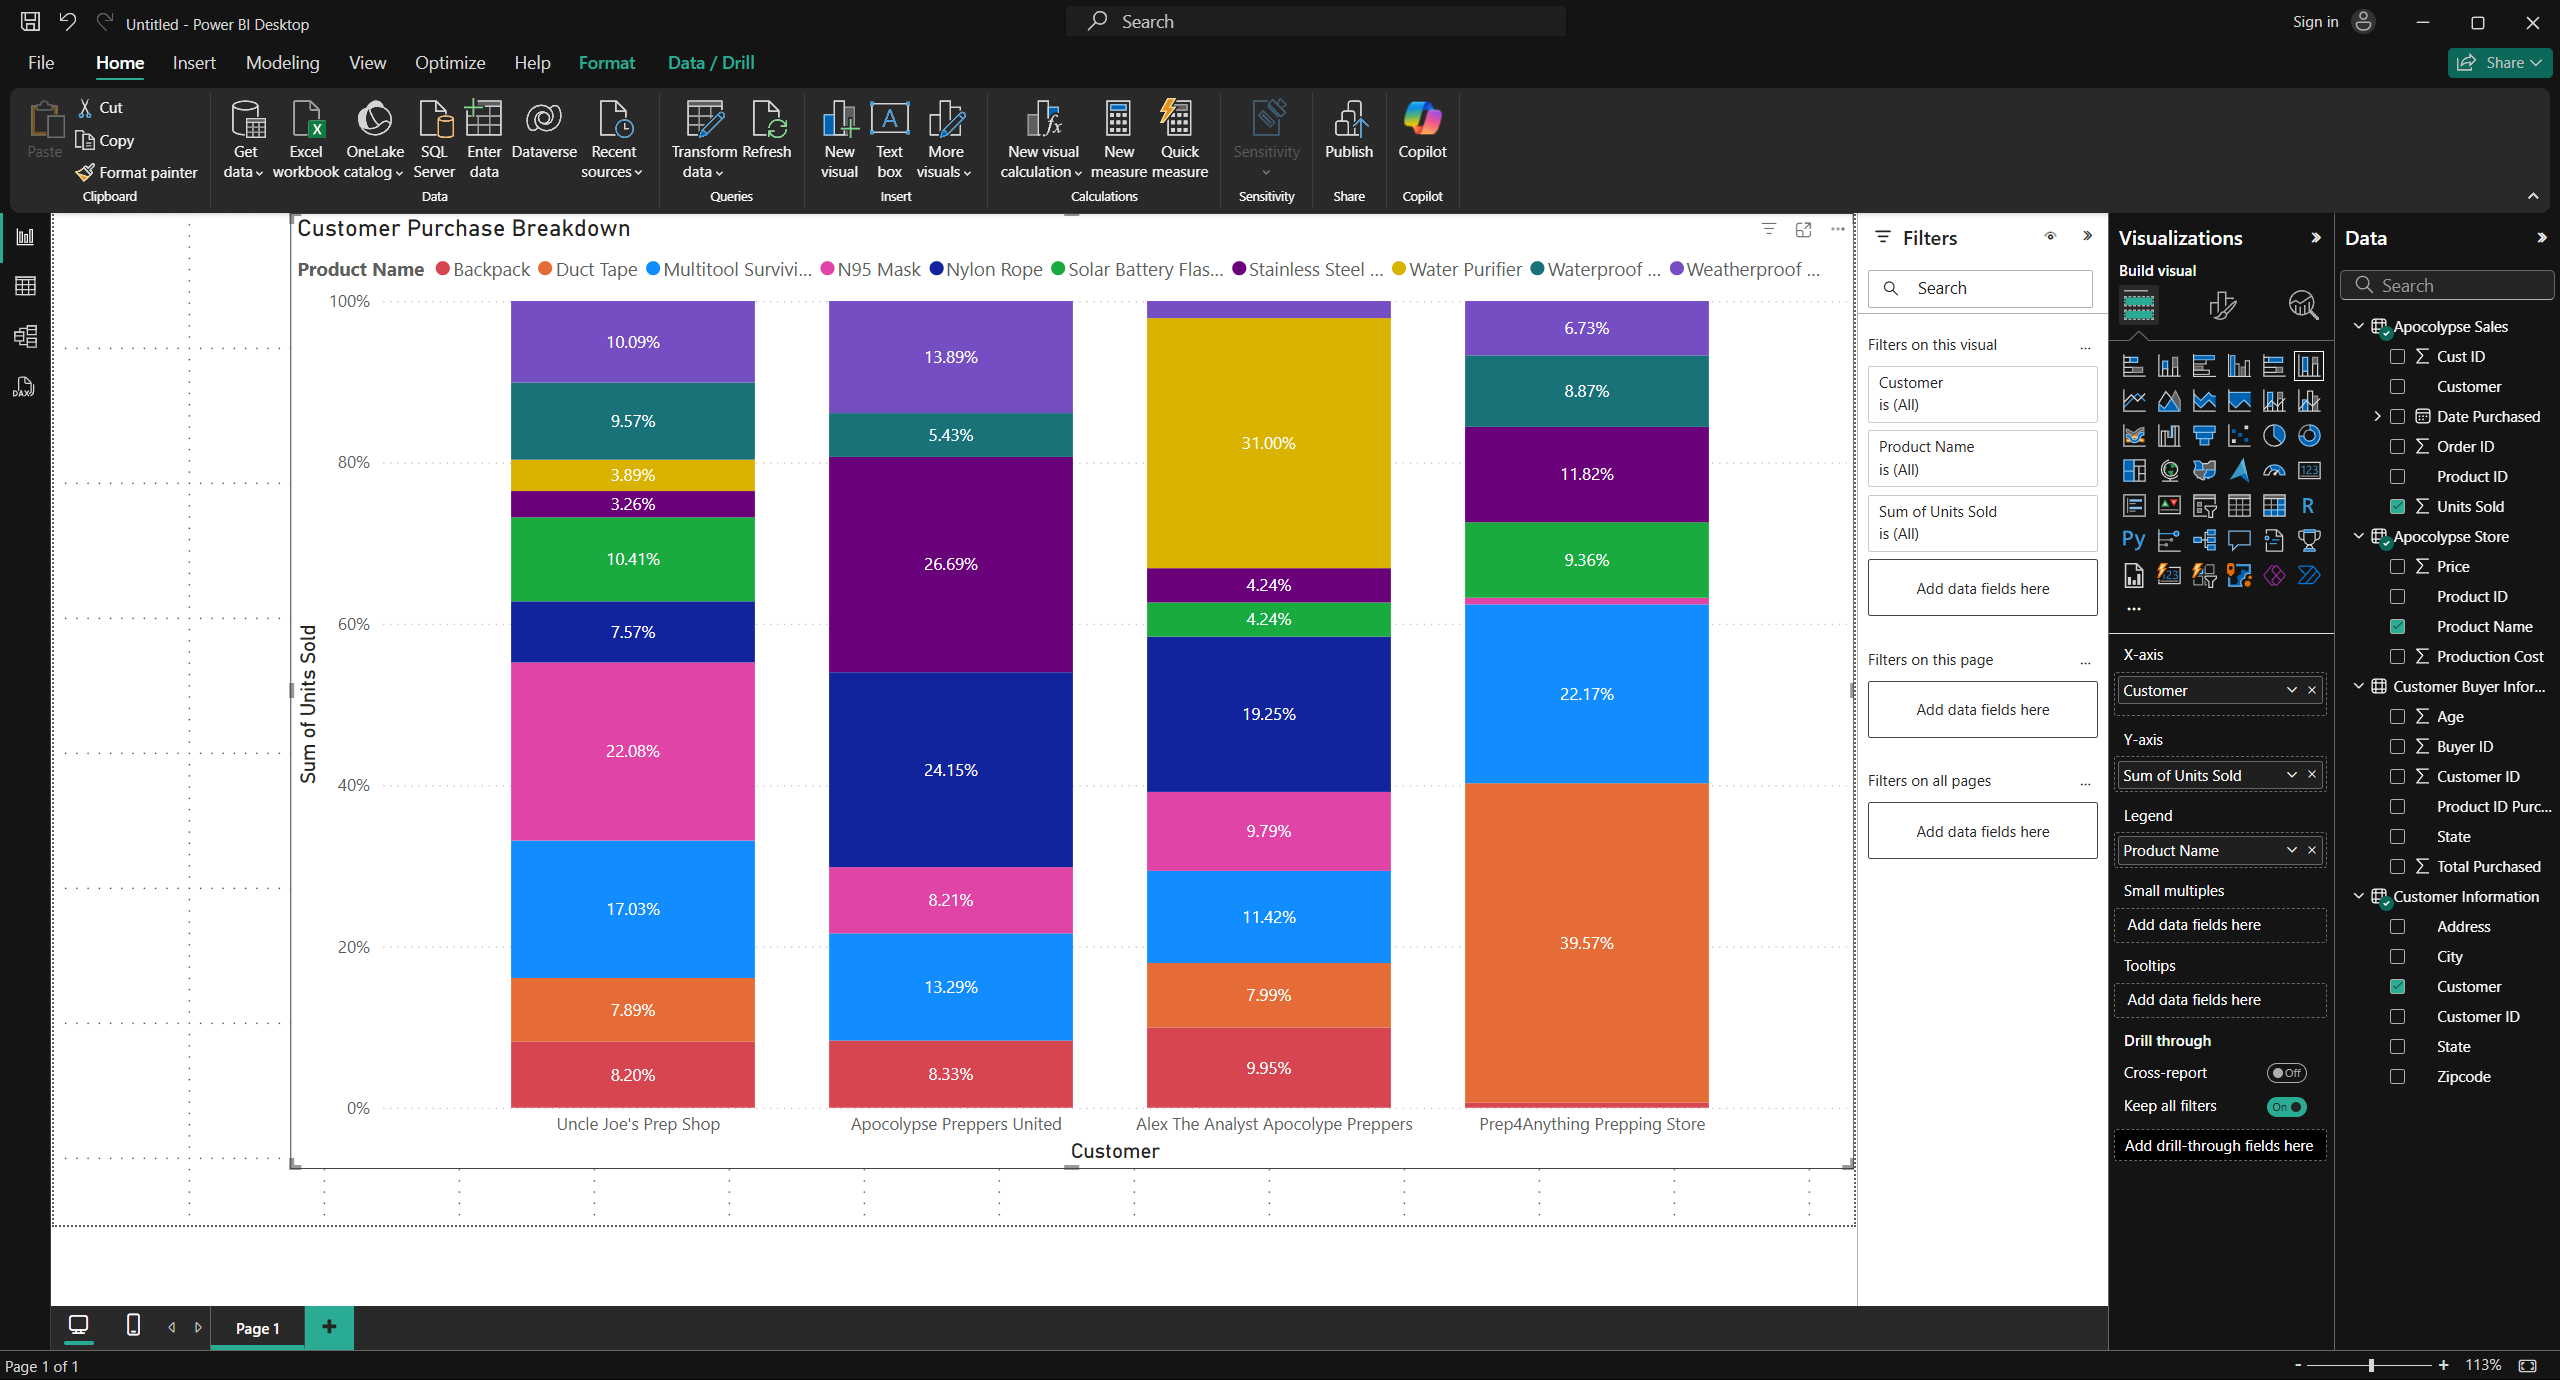 Untitled - Power BI Desktop
Search
Sign in
File Home Insert Modeling View Optimize Help Format Data / Drill
Share
Paste
Cut
Copy
Format painter
Clipboard
Get data
Excel workbook
OneLake catalog
SQL Server
Enter data
Dataverse
Recent sources
Data
Transform data
Refresh
Queries
New visual
Text box
More visuals
Insert
New visual calculation
New measure
Quick measure
Calculations
Sensitivity
Sensitivity
Publish
Share
Copilot
Copilot
DAX
Customer Purchase Breakdown
Product Name Backpack Duct Tape Multitool Survivi... N95 Mask Nylon Rope Solar Battery Flas... Stainless Steel ... Water Purifier Waterproof ... Weatherproof ...
100%
80%
60%
40%
20%
0%
Sum of Units Sold
10.09%
9.57%
3.89%
3.26%
10.41%
7.57%
22.08%
17.03%
7.89%
8.20%
13.89%
5.43%
26.69%
24.15%
8.21%
13.29%
8.33%
31.00%
4.24%
4.24%
19.25%
9.79%
11.42%
7.99%
9.95%
6.73%
8.87%
11.82%
9.36%
22.17%
39.57%
Uncle Joe's Prep Shop
Apocolypse Preppers United
Alex The Analyst Apocolype Preppers
Prep4Anything Prepping Store
Customer
Filters
Search
Filters on this visual ...
Customer
is (All)
Product Name
is (All)
Sum of Units Sold
is (All)
Add data fields here
Filters on this page ...
Add data fields here
Filters on all pages ...
Add data fields here
Visualizations
Build visual
123
R
Py
123
...
X-axis
Customer
Y-axis
Sum of Units Sold
Legend
Product Name
Small multiples
Add data fields here
Tooltips
Add data fields here
Drill through
Cross-report Off
Keep all filters On
Add drill-through fields here
Data
Search
Apocolypse Sales
Cust ID
Customer
Date Purchased
Order ID
Product ID
Units Sold
Apocolypse Store
Price
Product ID
Product Name
Production Cost
Customer Buyer Infor...
Age
Buyer ID
Customer ID
Product ID Purc...
State
Total Purchased
Customer Information
Address
City
Customer
Customer ID
State
Zipcode
Page 1
Page 1 of 1
- + 113%